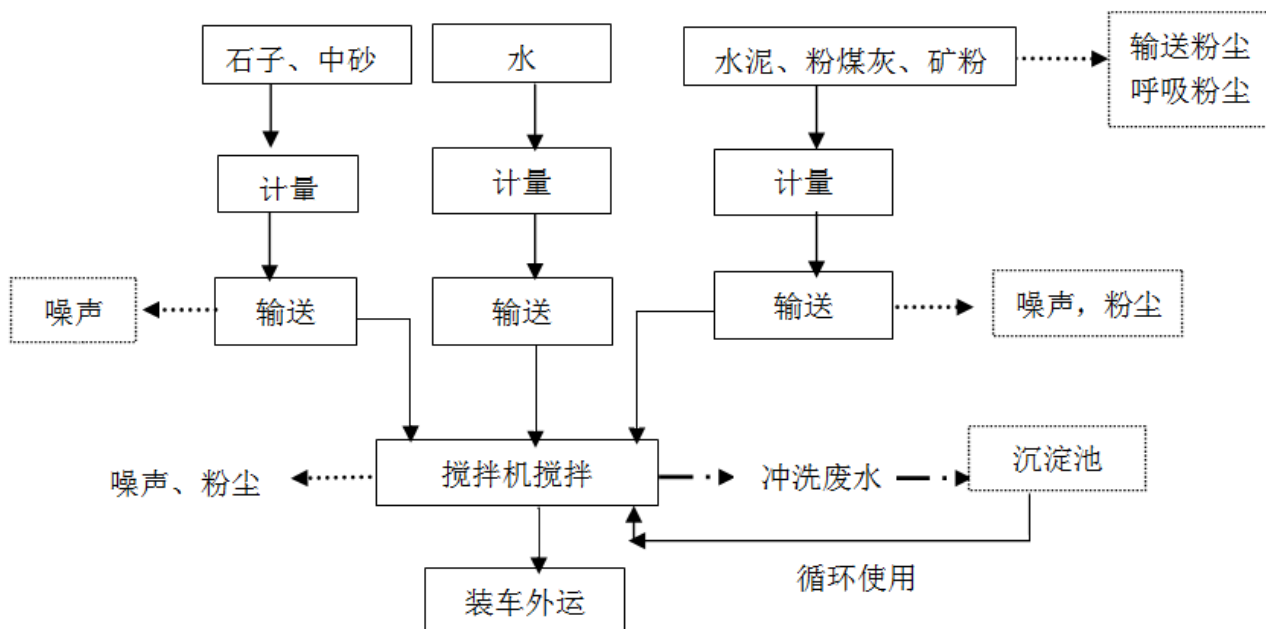 石子、中砂
水
水泥、粉煤灰、矿粉
输送粉尘
呼吸粉尘
计量
计量
计量
噪声
输送
输送
输送
噪声，粉尘
噪声、粉尘
搅拌机搅拌
冲洗废水
沉淀池
循环使用
装车外运